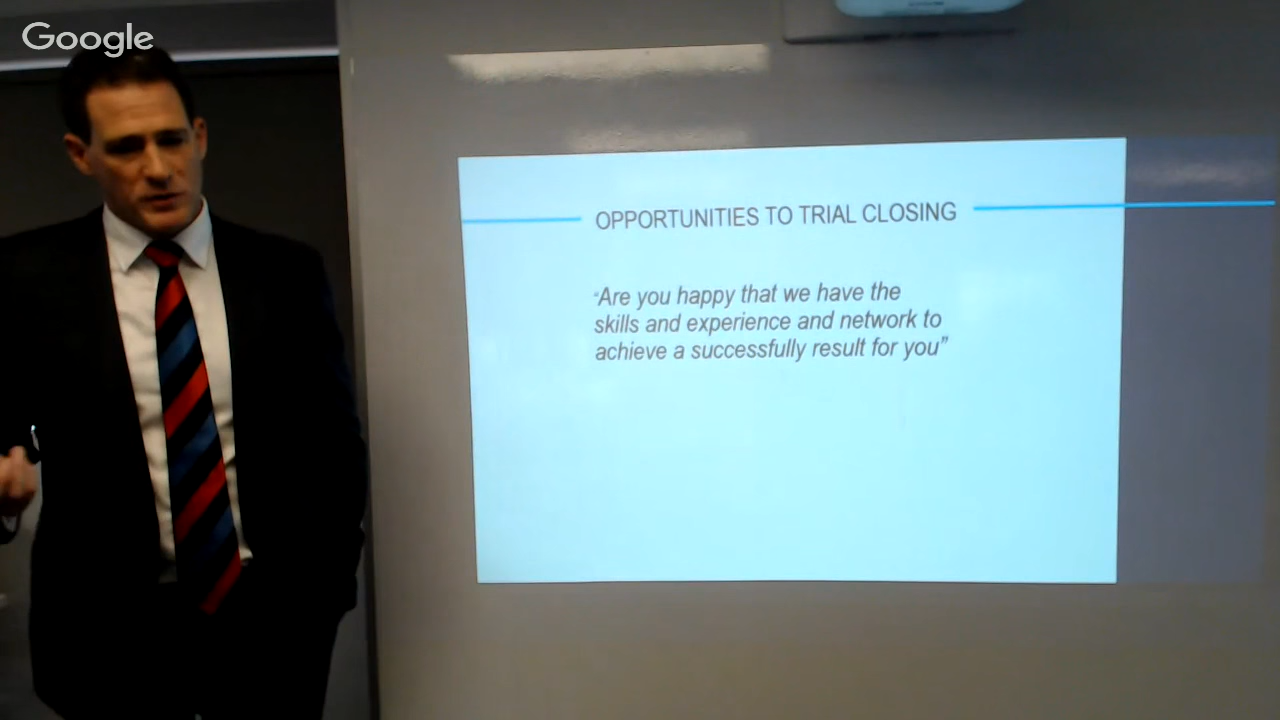 Google
OPPORTUNITIES TO TRIAL CLOSING
“Are you happy that we have the
skills and experience and network to
achieve a successfully result for you”